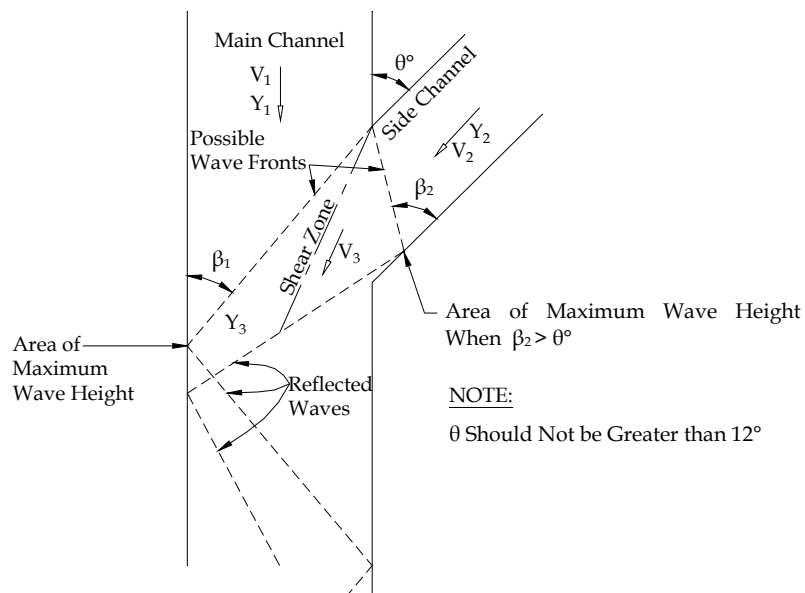 Main Channel
V₁
Y₁
θ°
Side Channel
Y₂
V₂
Possible
Wave Fronts
β₂
β₁
Shear Zone
V₃
Y₃
Area of
Maximum
Wave Height
Reflected
Waves
Area of Maximum Wave Height
When β₂ > θ°
NOTE:
θ Should Not be Greater than 12°